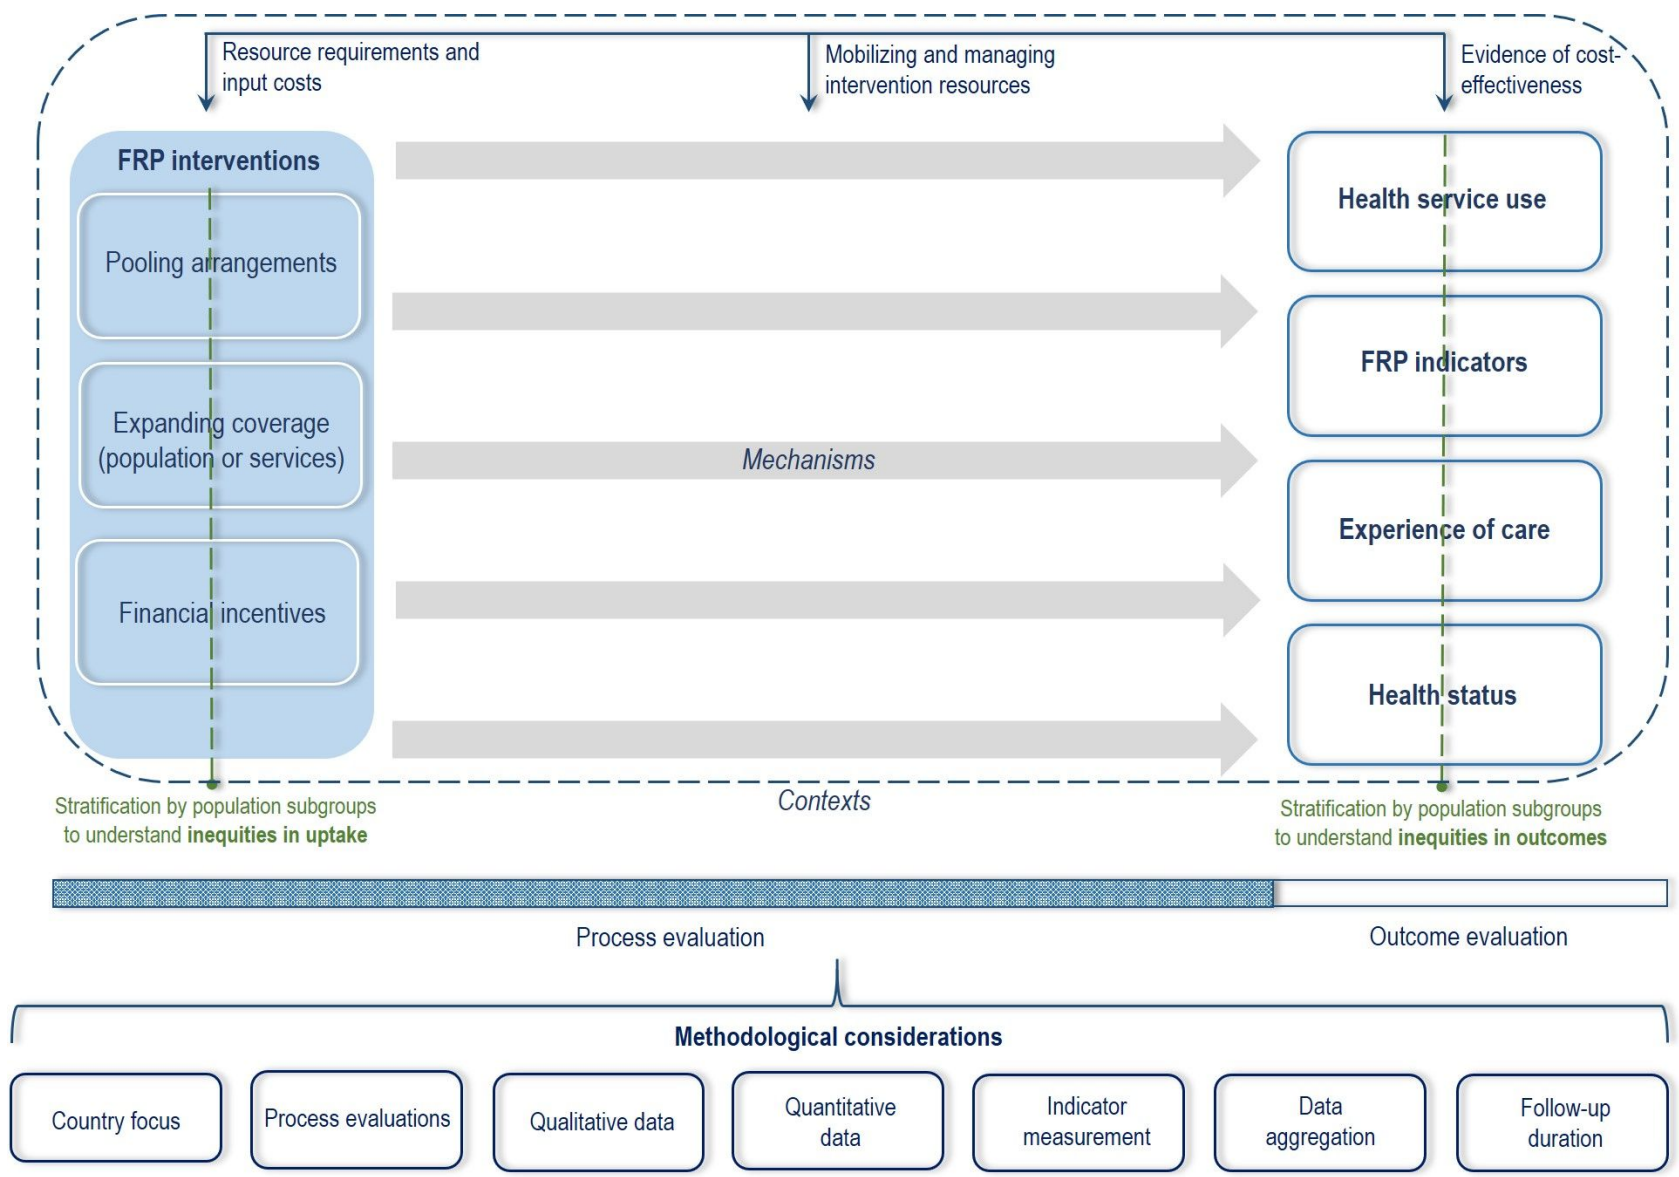 Resource requirements and
input costs
Mobilizing and managing
intervention resources
Evidence of cost-
effectiveness
FRP interventions
Pooling arrangements
Expanding coverage
(population or services)
Financial incentives
Mechanisms
Health service use
FRP indicators
Experience of care
Health status
Contexts
Stratification by population subgroups
to understand inequities in uptake
Stratification by population subgroups
to understand inequities in outcomes
Process evaluation
Outcome evaluation
Methodological considerations
Country focus
Process evaluations
Qualitative data
Quantitative
data
Indicator
measurement
Data
aggregation
Follow-up
duration